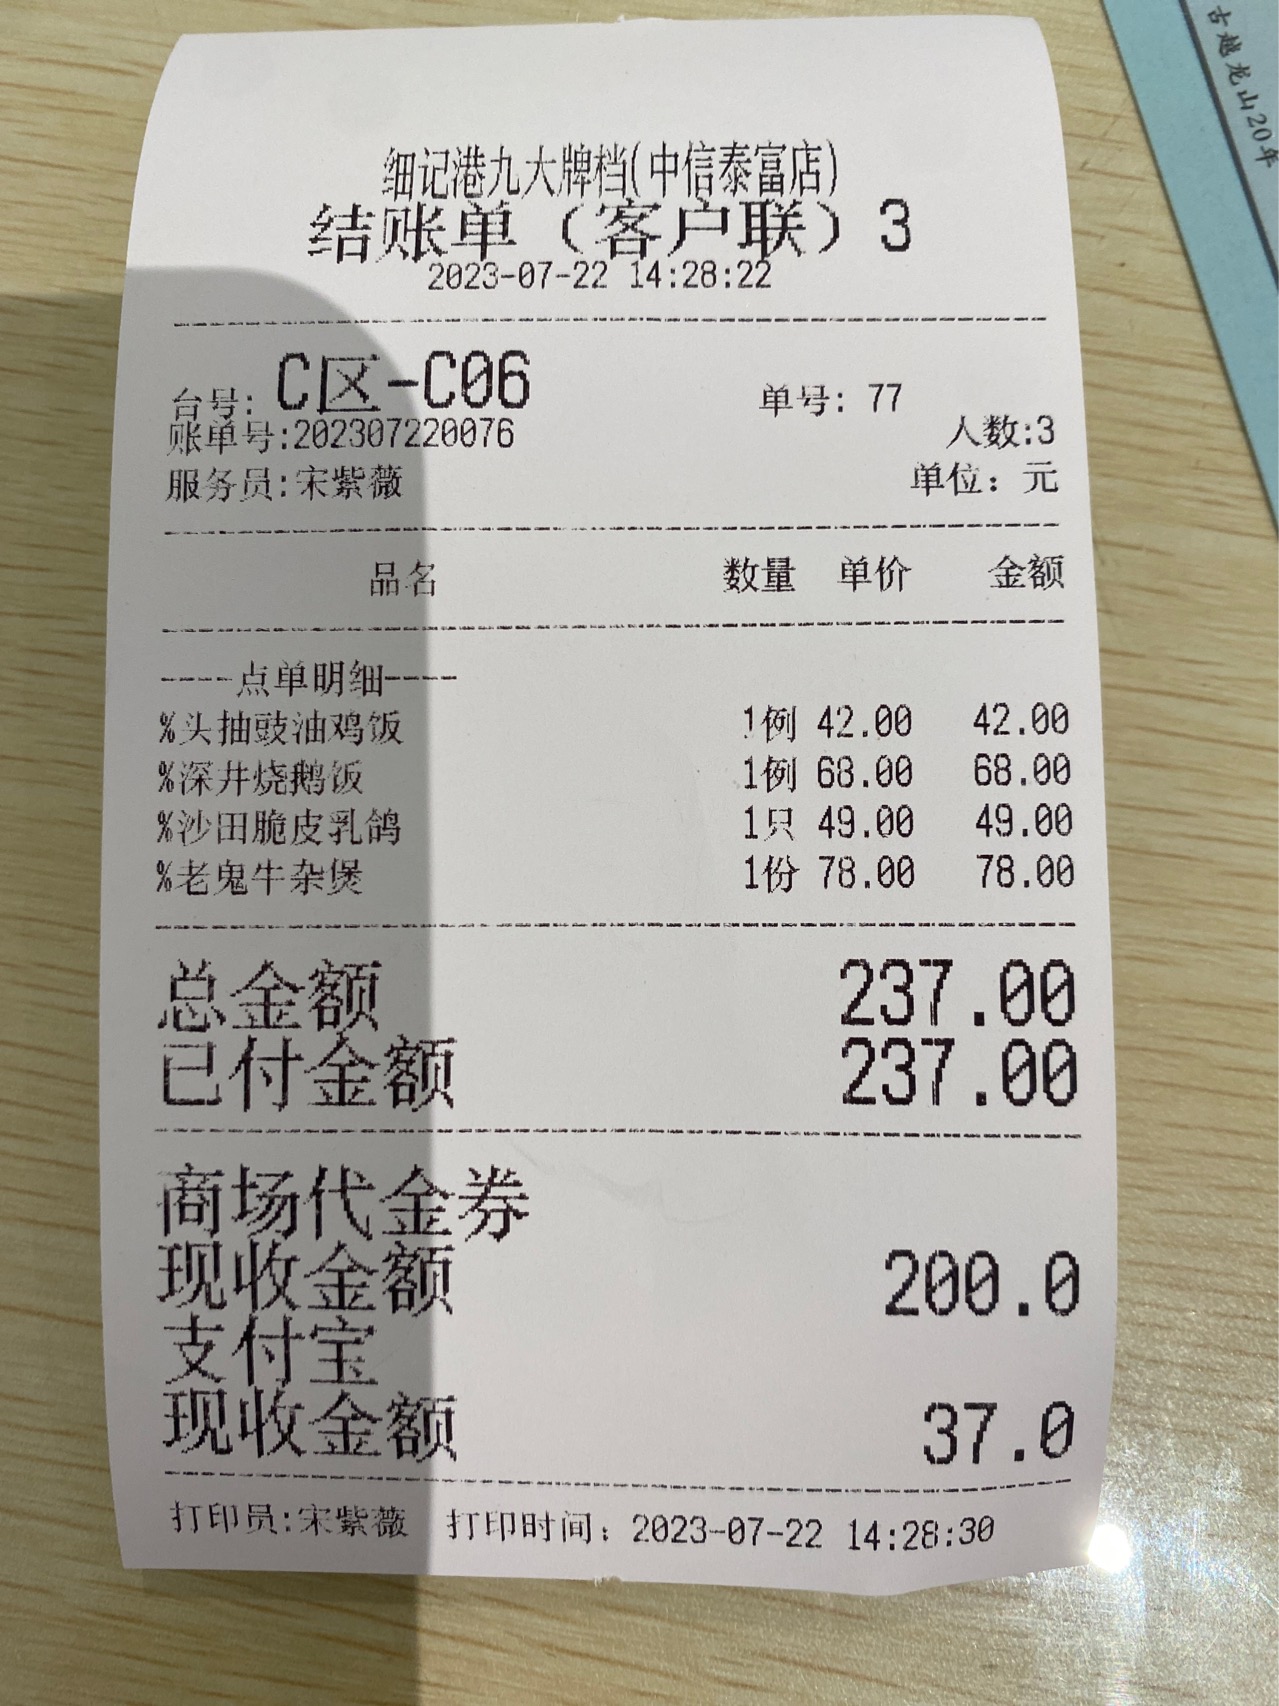 古越龙山20年
细记港九大牌档(中信泰富店)
结账单（客户联）3
2023-07-22 14:28:22
台号: C区-C06 单号: 77
账单号:202307220076 人数:3
服务员:宋紫薇 单位: 元
品名 数量 单价 金额
----点单明细----
%头抽豉油鸡饭 1例 42.00 42.00
%深井烧鹅饭 1例 68.00 68.00
%沙田脆皮乳鸽 1只 49.00 49.00
%老鬼牛杂煲 1份 78.00 78.00
总金额 237.00
已付金额 237.00
商场代金券
现收金额 200.0
支付宝
现收金额 37.0
打印员:宋紫薇 打印时间: 2023-07-22 14:28:30